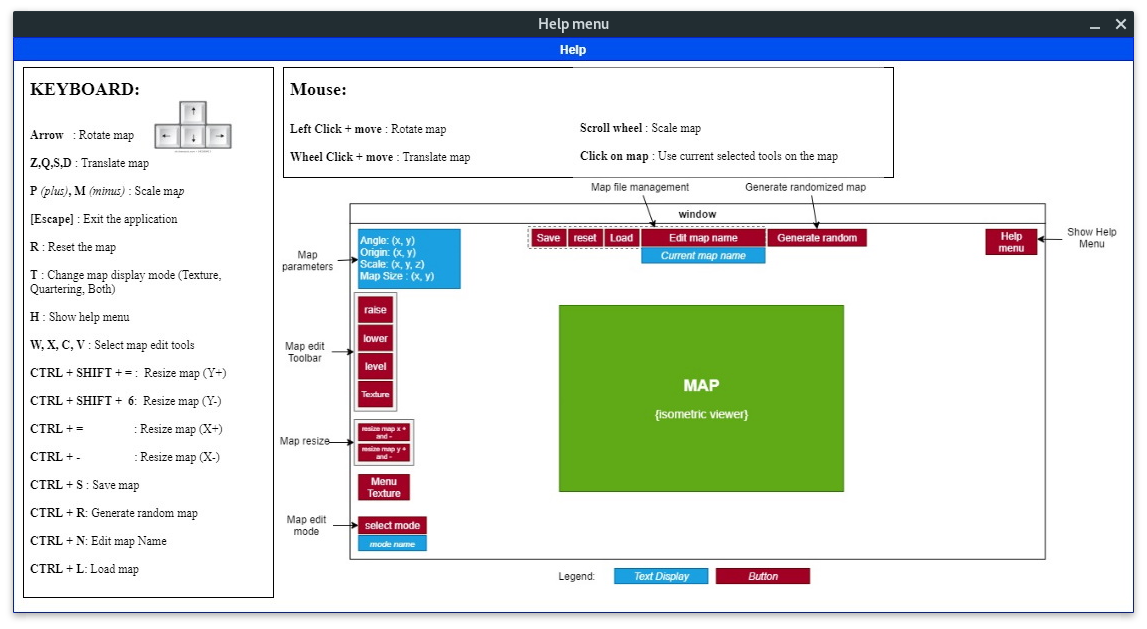 Help menu
Help
KEYBOARD:
Arrow : Rotate map
Z,Q,S,D : Translate map
P (plus), M (minus) : Scale map
[Escape] : Exit the application
R : Reset the map
T : Change map display mode (Texture,
Quartering, Both)
H : Show help menu
W, X, C, V : Select map edit tools
CTRL + SHIFT + = : Resize map (Y+)
CTRL + SHIFT + 6: Resize map (Y-)
CTRL + = : Resize map (X+)
CTRL + - : Resize map (X-)
CTRL + S : Save map
CTRL + R: Generate random map
CTRL + N: Edit map Name
CTRL + L: Load map
Mouse:
Left Click + move : Rotate map
Wheel Click + move : Translate map
Scroll wheel : Scale map
Click on map : Use current selected tools on the map
Map file management
Generate randomized map
window
Angle: (x, y)
Origin: (x, y)
Scale: (x, y, z)
Map Size : (x, y)
Map
parameters
Save
reset
Load
Edit map name
Current map name
Generate random
Help
menu
Show Help
Menu
Map edit
Toolbar
raise
lower
level
Texture
MAP
{isometric viewer}
Map resize
resize map x +
and -
resize map y +
and -
Menu
Texture
Map edit
mode
select mode
mode name
Legend:
Text Display
Button